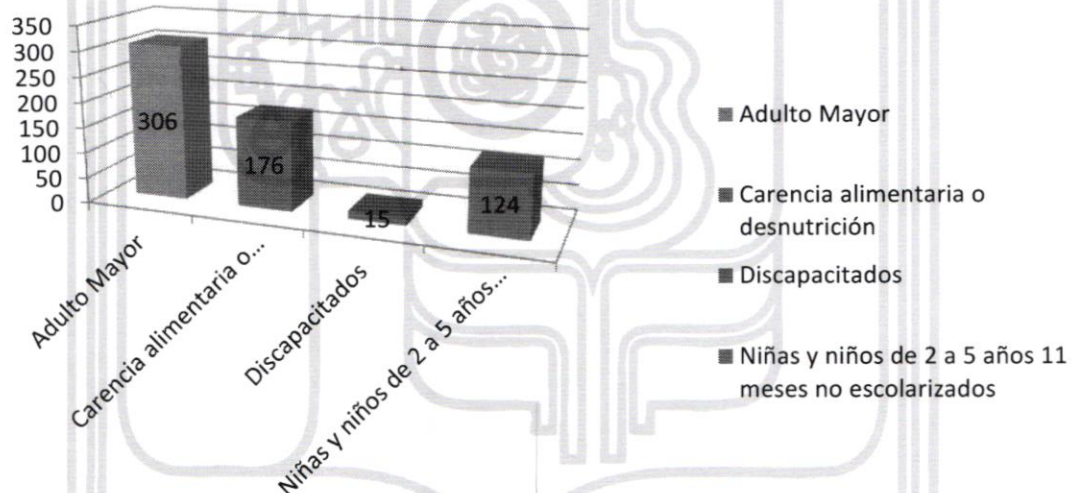 350
300
250
200
150
100
50
0
306
176
15
124
Adulto Mayor
Carencia alimentaria o...
Discapacitados
Niñas y niños de 2 a 5 años...
Adulto Mayor
Carencia alimentaria o
desnutrición
Discapacitados
Niñas y niños de 2 a 5 años 11
meses no escolarizados